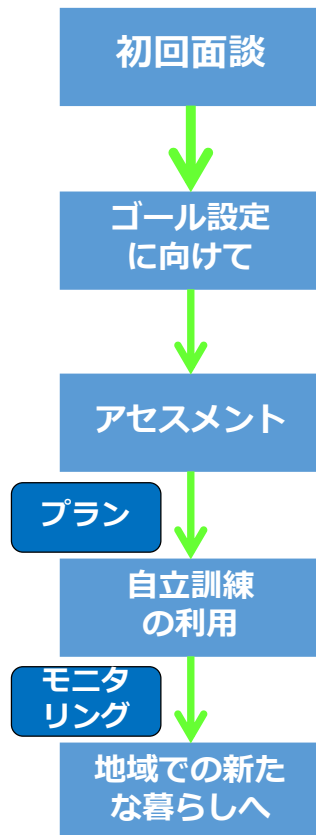 初回面談
ゴール設定
に向けて
アセスメント
プラン
自立訓練
の利用
モニタ
リング
地域での新た
な暮らしへ